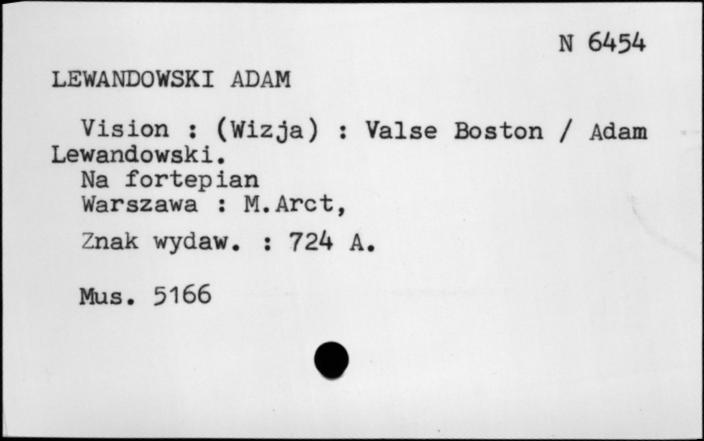 N 6454
LEWANDOWSKI ADAM
Vision : (Wizja) : Valse Boston / Adam
Lewandowski.
Na fortepian
Warszawa : M.Arct,
Znak wydaw. : 724 A.
Mus. 5166